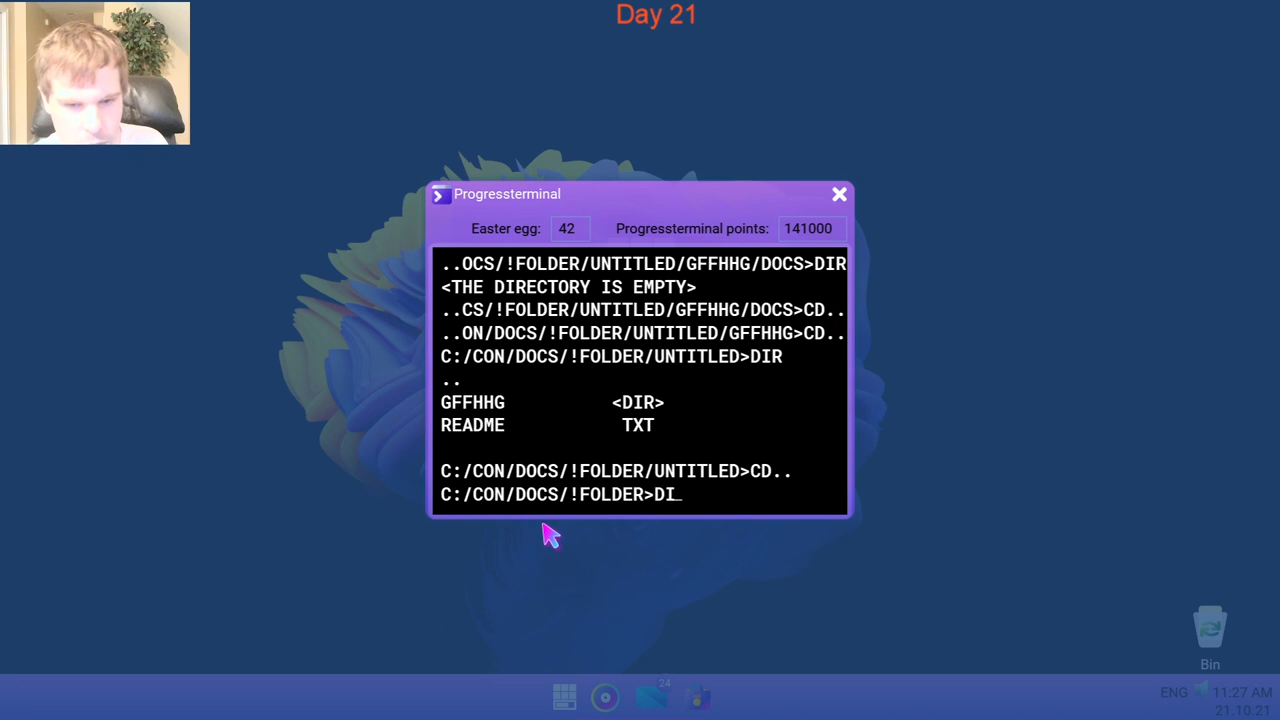 Day 21
Progressterminal
Easter egg: 42 Progressterminal points: 141000
..OCS/!FOLDER/UNTITLED/GFFHHG/DOCS>DIR
<THE DIRECTORY IS EMPTY>
..CS/!FOLDER/UNTITLED/GFFHHG/DOCS>CD..
..ON/DOCS/!FOLDER/UNTITLED/GFFHHG>CD..
C:/CON/DOCS/!FOLDER/UNTITLED>DIR
..
GFFHHG <DIR>
README TXT
C:/CON/DOCS/!FOLDER/UNTITLED>CD..
C:/CON/DOCS/!FOLDER>DI_
Bin
24
ENG 11:27 AM
21.10.21